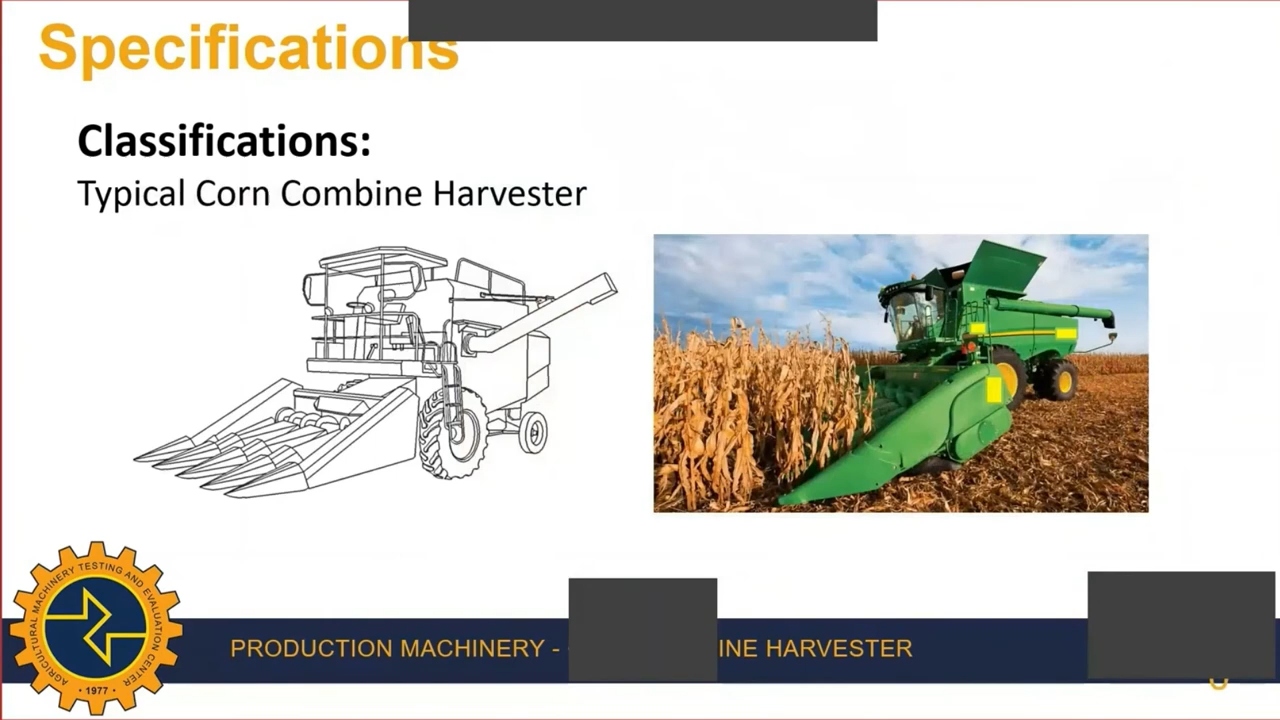 Specifications
Classifications:
Typical Corn Combine Harvester
AGRICULTURAL MACHINERY TESTING AND EVALUATION CENTER
• 1977 •
PRODUCTION MACHINERY - INE HARVESTER